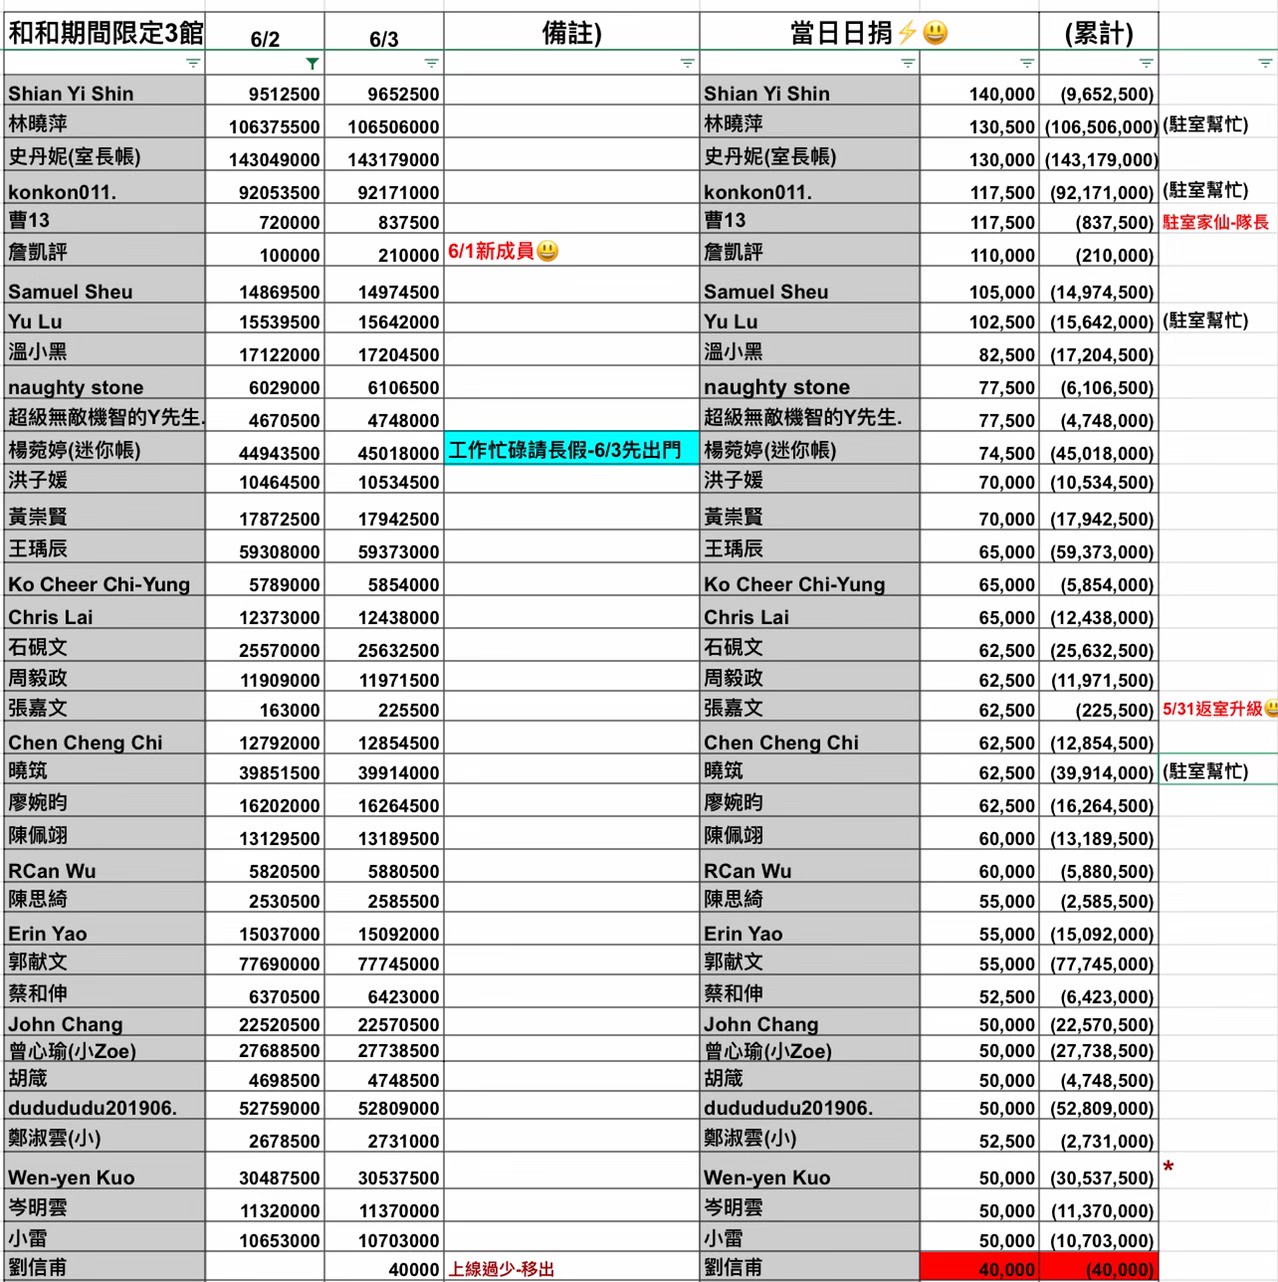 和和期間限定3館 6/2 6/3 備註) 當日日捐⚡😃 (累計)
Shian Yi Shin 9512500 9652500 Shian Yi Shin 140,000 (9,652,500)
林曉萍 106375500 106506000 林曉萍 130,500 (106,506,000) (駐室幫忙)
史丹妮(室長帳) 143049000 143179000 史丹妮(室長帳) 130,000 (143,179,000)
konkon011. 92053500 92171000 konkon011. 117,500 (92,171,000) (駐室幫忙)
曹13 720000 837500 曹13 117,500 (837,500) 駐室家仙-隊長
詹凱評 100000 210000 6/1新成員😃 詹凱評 110,000 (210,000)
Samuel Sheu 14869500 14974500 Samuel Sheu 105,000 (14,974,500)
Yu Lu 15539500 15642000 Yu Lu 102,500 (15,642,000) (駐室幫忙)
溫小黑 17122000 17204500 溫小黑 82,500 (17,204,500)
naughty stone 6029000 6106500 naughty stone 77,500 (6,106,500)
超級無敵機智的Y先生. 4670500 4748000 超級無敵機智的Y先生. 77,500 (4,748,000)
楊菀婷(迷你帳) 44943500 45018000 工作忙碌請長假-6/3先出門 楊菀婷(迷你帳) 74,500 (45,018,000)
洪子媛 10464500 10534500 洪子媛 70,000 (10,534,500)
黃崇賢 17872500 17942500 黃崇賢 70,000 (17,942,500)
王瑀辰 59308000 59373000 王瑀辰 65,000 (59,373,000)
Ko Cheer Chi-Yung 5789000 5854000 Ko Cheer Chi-Yung 65,000 (5,854,000)
Chris Lai 12373000 12438000 Chris Lai 65,000 (12,438,000)
石硯文 25570000 25632500 石硯文 62,500 (25,632,500)
周毅政 11909000 11971500 周毅政 62,500 (11,971,500)
張嘉文 163000 225500 張嘉文 62,500 (225,500) 5/31返室升級😃
Chen Cheng Chi 12792000 12854500 Chen Cheng Chi 62,500 (12,854,500)
曉筑 39851500 39914000 曉筑 62,500 (39,914,000) (駐室幫忙)
廖婉昀 16202000 16264500 廖婉昀 62,500 (16,264,500)
陳佩翊 13129500 13189500 陳佩翊 60,000 (13,189,500)
RCan Wu 5820500 5880500 RCan Wu 60,000 (5,880,500)
陳思綺 2530500 2585500 陳思綺 55,000 (2,585,500)
Erin Yao 15037000 15092000 Erin Yao 55,000 (15,092,000)
郭献文 77690000 77745000 郭献文 55,000 (77,745,000)
蔡和伸 6370500 6423000 蔡和伸 52,500 (6,423,000)
John Chang 22520500 22570500 John Chang 50,000 (22,570,500)
曾心瑜(小Zoe) 27688500 27738500 曾心瑜(小Zoe) 50,000 (27,738,500)
胡箴 4698500 4748500 胡箴 50,000 (4,748,500)
dudududu201906. 52759000 52809000 dudududu201906. 50,000 (52,809,000)
鄭淑雲(小) 2678500 2731000 鄭淑雲(小) 52,500 (2,731,000)
Wen-yen Kuo 30487500 30537500 Wen-yen Kuo 50,000 (30,537,500) *
岑明雲 11320000 11370000 岑明雲 50,000 (11,370,000)
小雷 10653000 10703000 小雷 50,000 (10,703,000)
劉信甫 40000 上線過少-移出 劉信甫 40,000 (40,000)